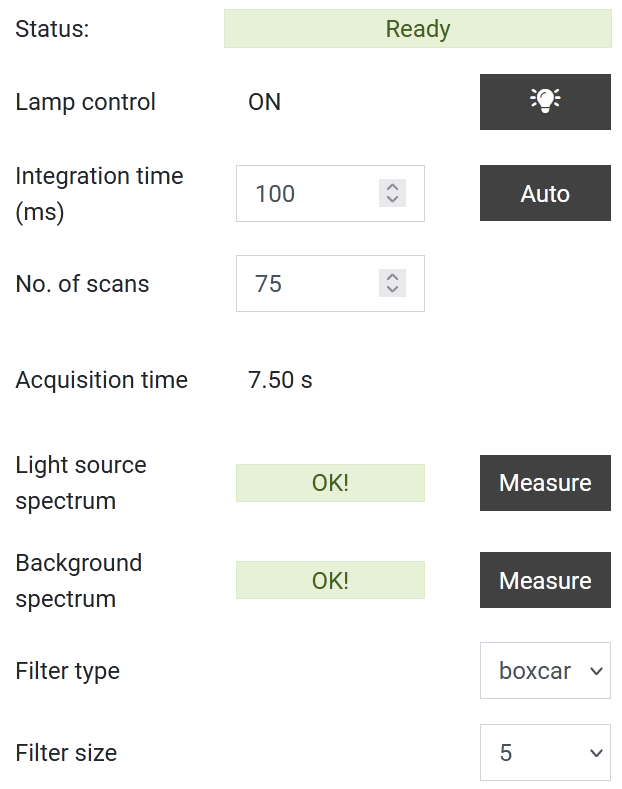 Status:
Ready
Lamp control
ON
Integration time
(ms)
100
Auto
No. of scans
75
Acquisition time
7.50 s
Light source
spectrum
OK!
Measure
Background
spectrum
OK!
Measure
Filter type
boxcar
Filter size
5